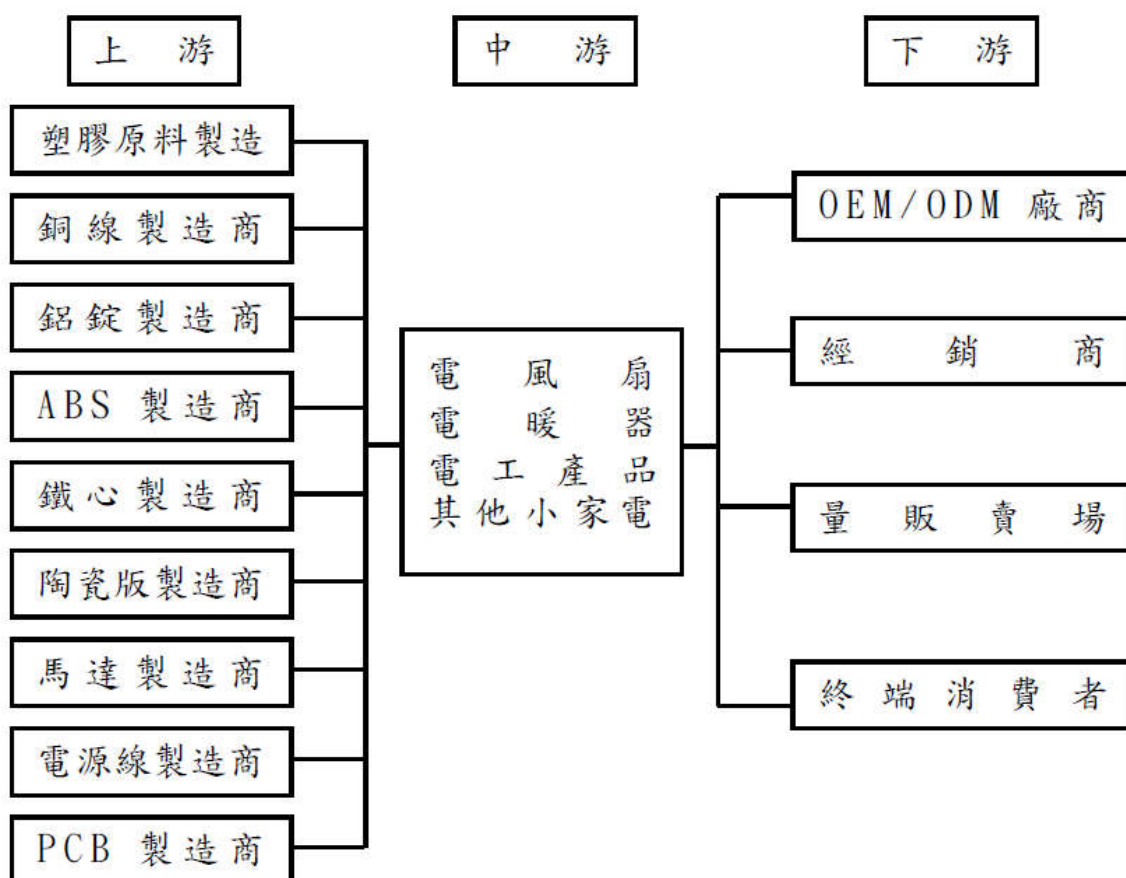 上游
中游
下游
塑膠原料製造
銅線製造商
鋁錠製造商
ABS 製造商
鐵心製造商
陶瓷版製造商
馬達製造商
電源線製造商
PCB 製造商
電風扇
電暖器
電工產品
其他小家電
OEM/ODM 廠商
經銷商
量販賣場
終端消費者